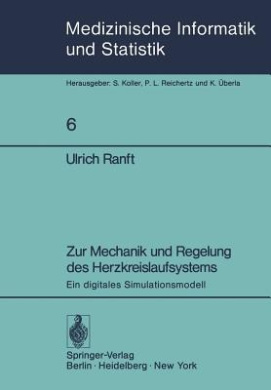 Medizinische Informatik
und Statistik
Herausgeber: S. Koller, P. L. Reichertz und K. Überla
6
Ulrich Ranft
Zur Mechanik und Regelung
des Herzkreislaufsystems
Ein digitales Simulationsmodell
Springer-Verlag
Berlin · Heidelberg · New York